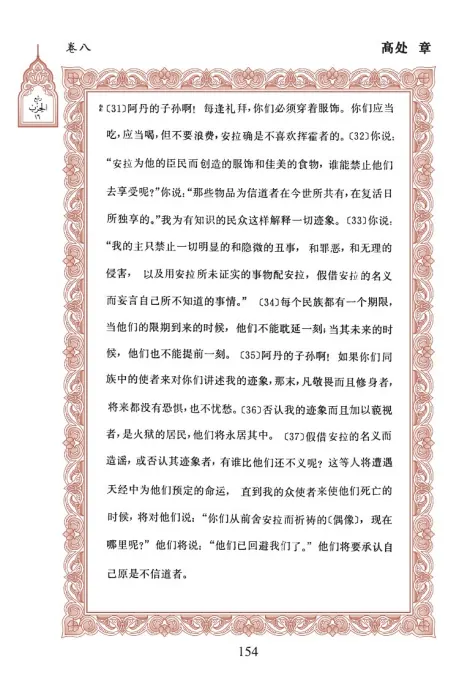 卷八
高处 章
ربع
الحزب
١٦
〔31〕阿丹的子孙啊！每逢礼拜，你们必须穿着服饰。你们应当
吃，应当喝，但不要浪费，安拉确是不喜欢挥霍者的。〔32〕你说：
“安拉为他的臣民而创造的服饰和佳美的食物，谁能禁止他们
去享受呢？”你说：“那些物品为信道者在今世所共有，在复活日
所独享的。”我为有知识的民众这样解释一切迹象。〔33〕你说：
“我的主只禁止一切明显的和隐微的丑事，和罪恶，和无理的
侵害，以及用安拉所未证实的事物配安拉，假借安拉的名义
而妄言自己所不知道的事情。”〔34〕每个民族都有一个期限，
当他们的限期到来的时候，他们不能耽延一刻；当其未来的时
候，他们也不能提前一刻。〔35〕阿丹的子孙啊！如果你们同
族中的使者来对你们讲述我的迹象，那末，凡敬畏而且修身者，
将来都没有恐惧，也不忧愁。〔36〕否认我的迹象而且加以藐视
者，是火狱的居民，他们将永居其中。〔37〕假借安拉的名义而
造谣，或否认其迹象者，有谁比他们还不义呢？这等人将遭遇
天经中为他们预定的命运，直到我的众使者来使他们死亡的
时候，将对他们说：“你们从前舍安拉而祈祷的〔偶像〕，现在
哪里呢？”他们将说：“他们已回避我们了。”他们将要承认自
己原是不信道者。
154